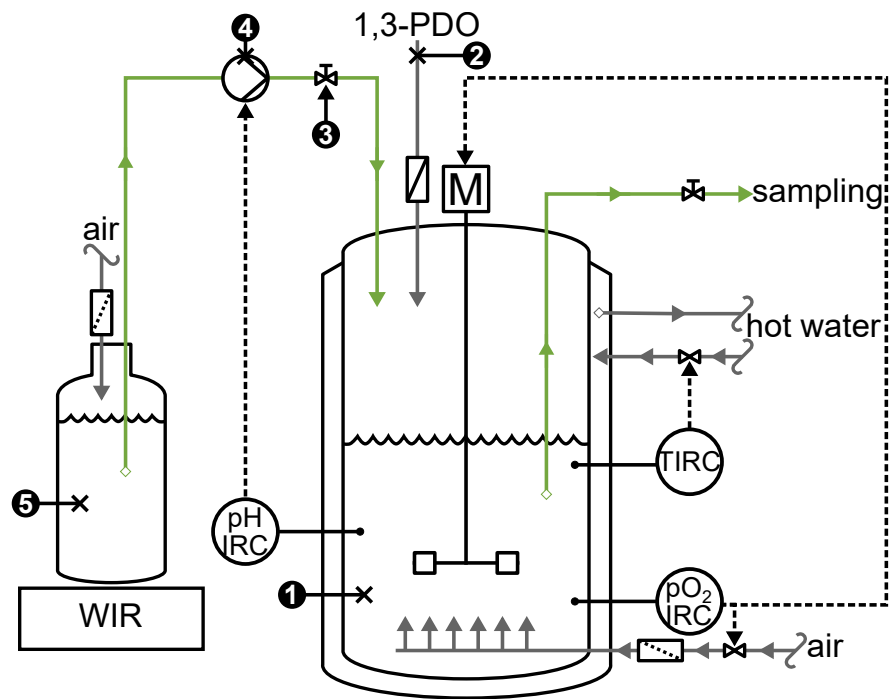 4
1,3-PDO
2
3
M
sampling
air
hot water
TIRC
5
pH
IRC
1
pO₂
IRC
WIR
air